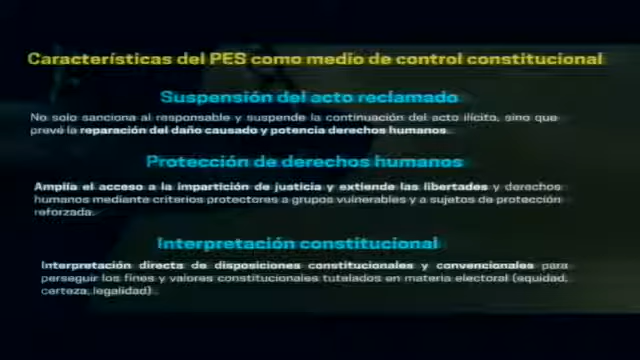 Características del PES como medio de control constitucional
Suspensión del acto reclamado
No solo sanciona al responsable y suspende la continuación del acto ilícito, sino que
prevé la reparación del daño causado y potencia derechos humanos.
Protección de derechos humanos
Amplía el acceso a la impartición de justicia y extiende las libertades y derechos
humanos mediante criterios protectores a grupos vulnerables y a sujetos de protección
reforzada.
Interpretación constitucional
Interpretación directa de disposiciones constitucionales y convencionales para
perseguir los fines y valores constitucionales tutelados en materia electoral (equidad,
certeza, legalidad).